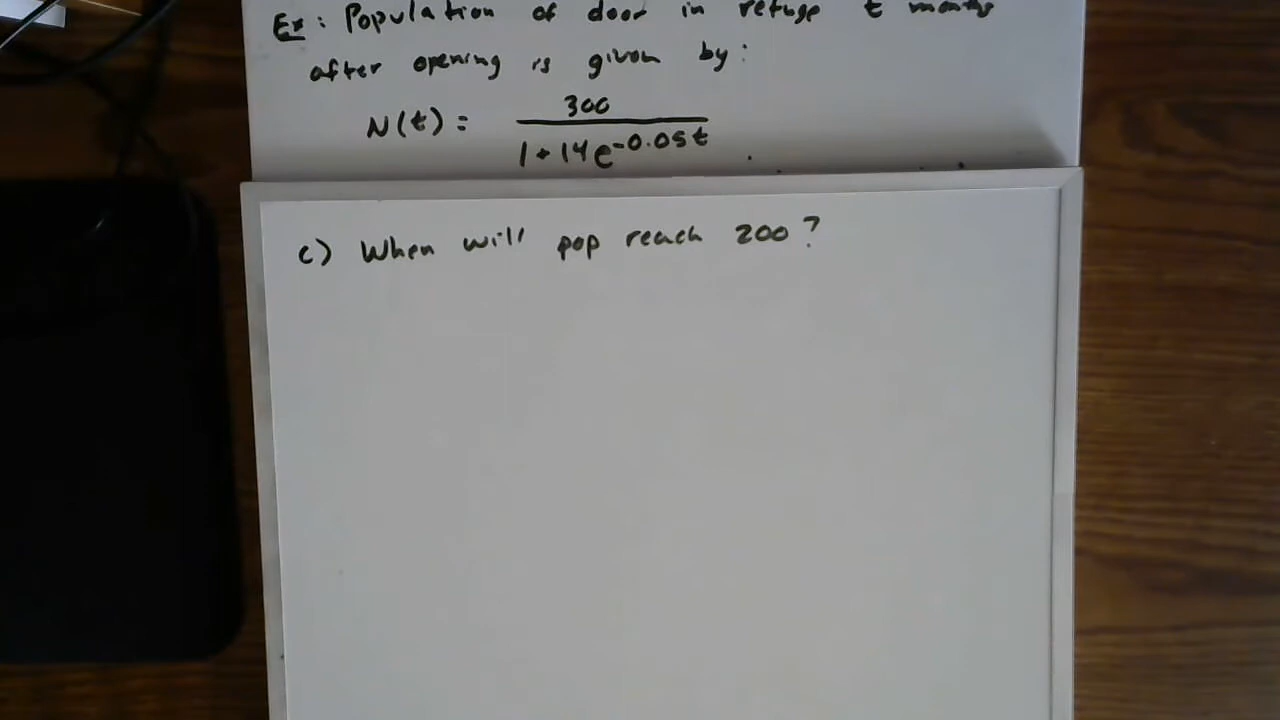 Ex: Population of deer in refuge t months
after opening is given by:
N(t) = 300 / (1 + 14e^-0.05t)
c) When will pop reach 200?